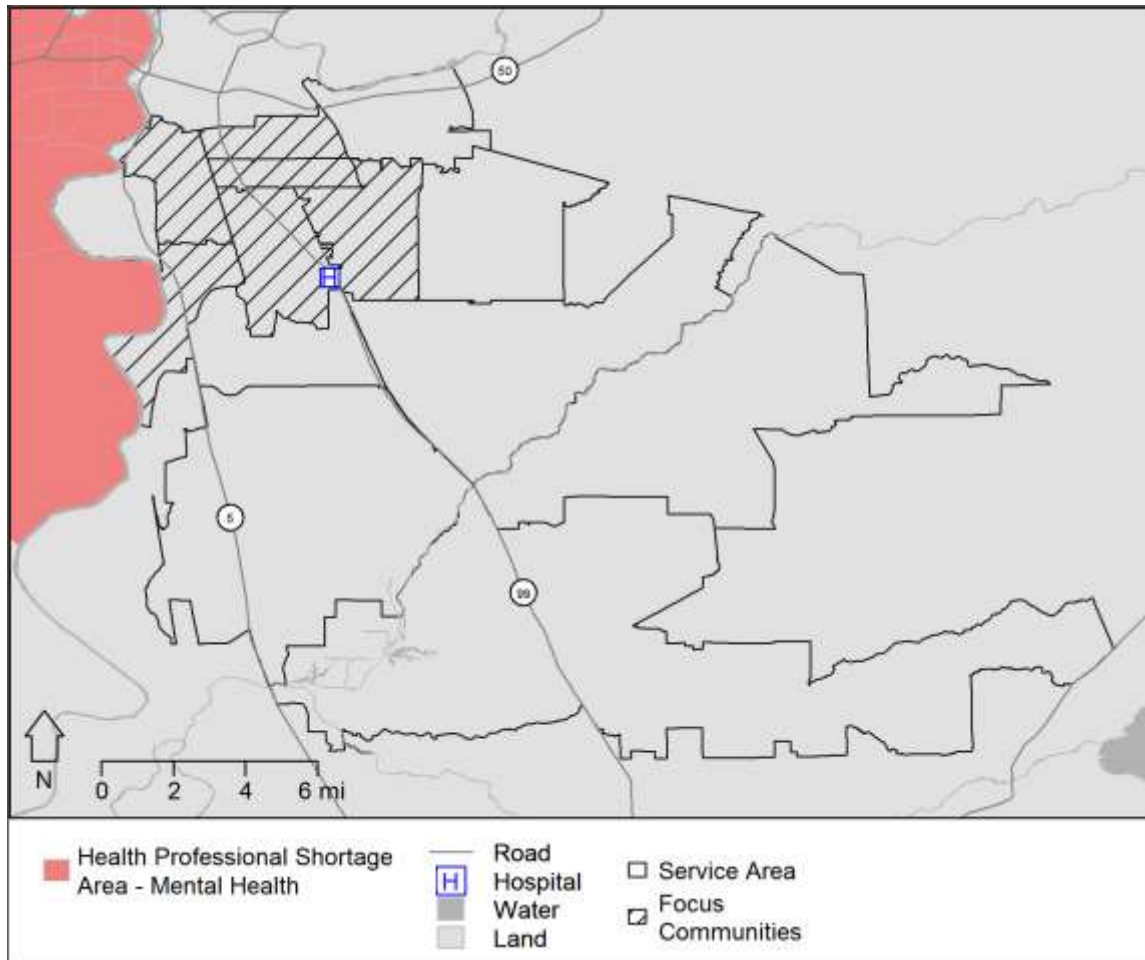 50
5
99
N
0 2 4 6 mi
Health Professional Shortage
Area - Mental Health
Road
H Hospital
Water
Land
Service Area
Focus
Communities
H